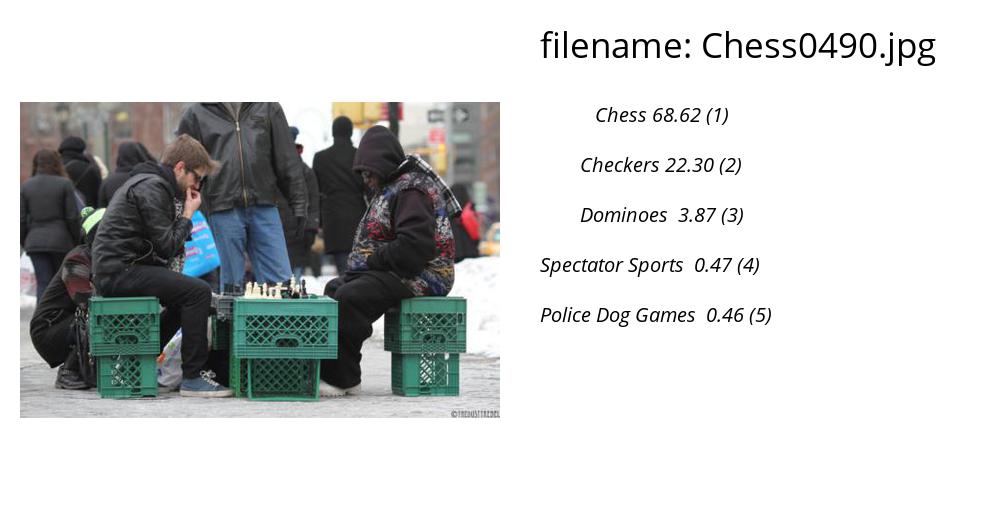 filename: Chess0490.jpg
Chess 68.62 (1)
Checkers 22.30 (2)
Dominoes 3.87 (3)
Spectator Sports 0.47 (4)
Police Dog Games 0.46 (5)